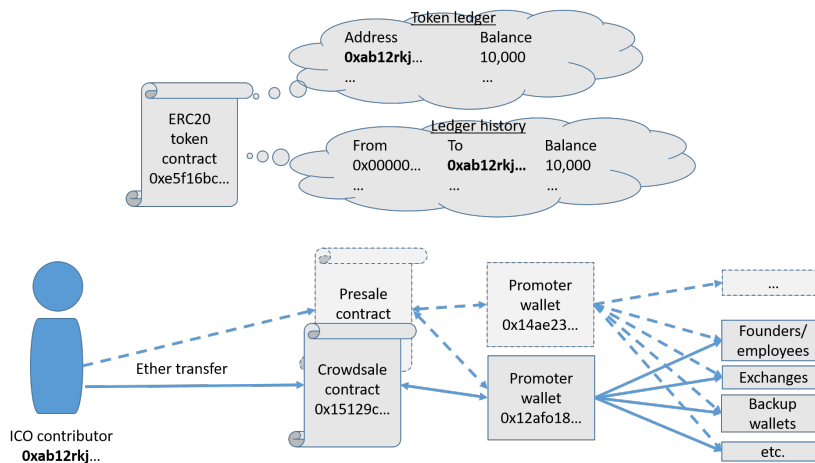 Token ledger
Address Balance
0xab12rkj... 10,000
... ...
ERC20
token
contract
0xe5f16bc...
Ledger history
From To Balance
0x00000... 0xab12rkj... 10,000
... ... ...
Presale
contract
Promoter
wallet
0x14ae23...
...
Founders/
employees
Ether transfer
Crowdsale
contract
0x15129c...
Promoter
wallet
0x12afo18...
Exchanges
Backup
wallets
etc.
ICO contributor
0xab12rkj...